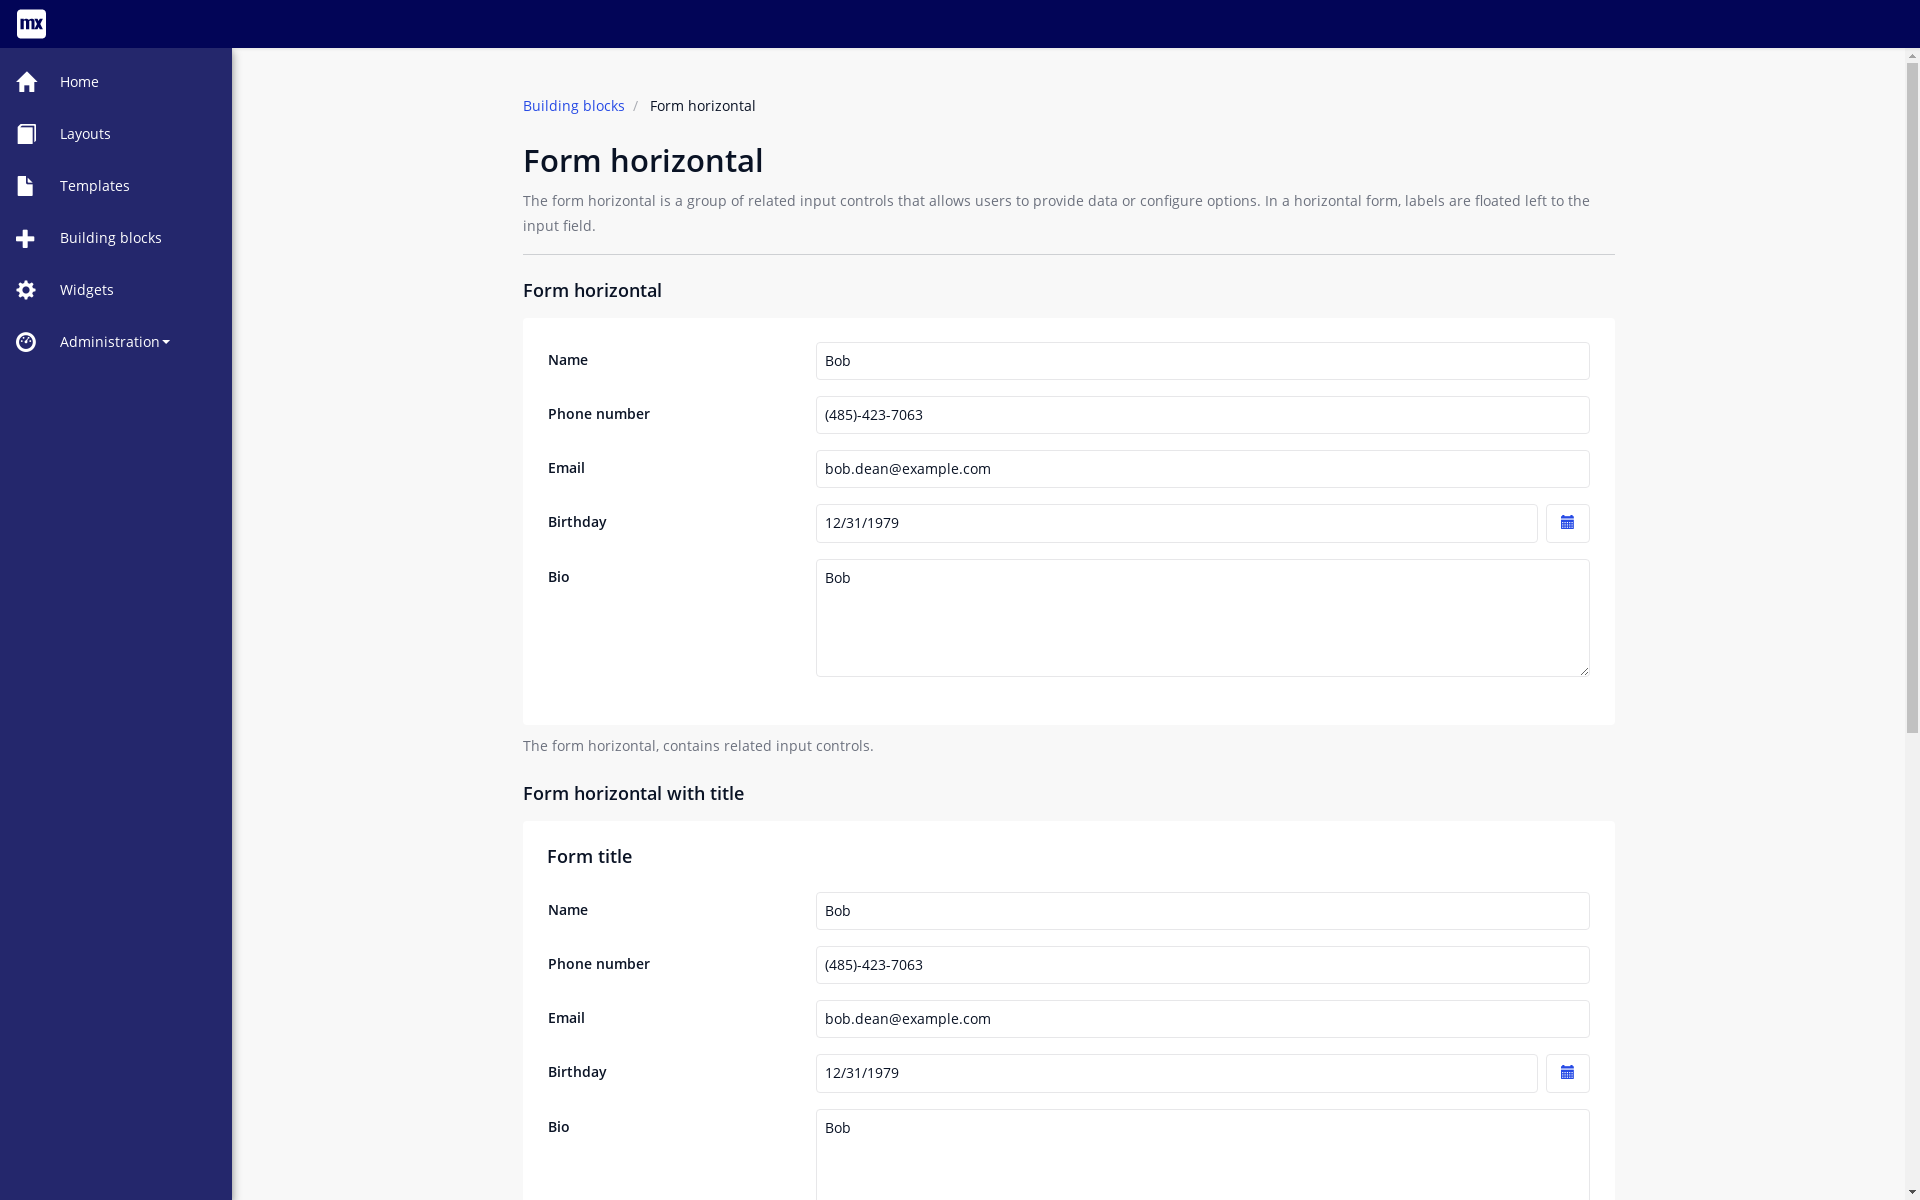 mx
Home
Layouts
Templates
Building blocks
Widgets
Administration
Building blocks / Form horizontal
Form horizontal
The form horizontal is a group of related input controls that allows users to provide data or configure options. In a horizontal form, labels are floated left to the
input field.
Form horizontal
Name Bob
Phone number (485)-423-7063
Email bob.dean@example.com
Birthday 12/31/1979
Bio Bob
The form horizontal, contains related input controls.
Form horizontal with title
Form title
Name Bob
Phone number (485)-423-7063
Email bob.dean@example.com
Birthday 12/31/1979
Bio Bob